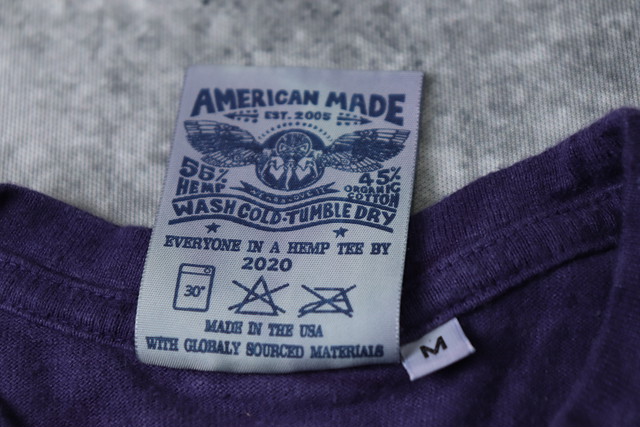 AMERICAN MADE
EST. 2005
55% HEMP
45% ORGANIC COTTON
WASH COLD-TUMBLE DRY
EVERYONE IN A HEMP TEE BY
2020
30°
MADE IN THE USA
WITH GLOBALY SOURCED MATERIALS
M